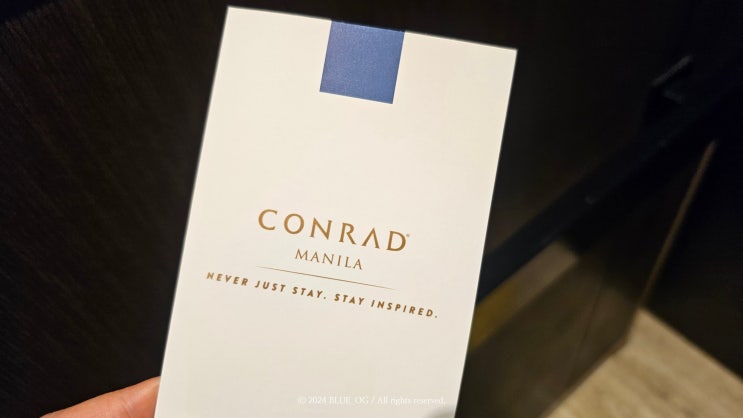 CONRAD®
MANILA
NEVER JUST STAY. STAY INSPIRED.
© 2024 BLUE_OG / All rights reserved.